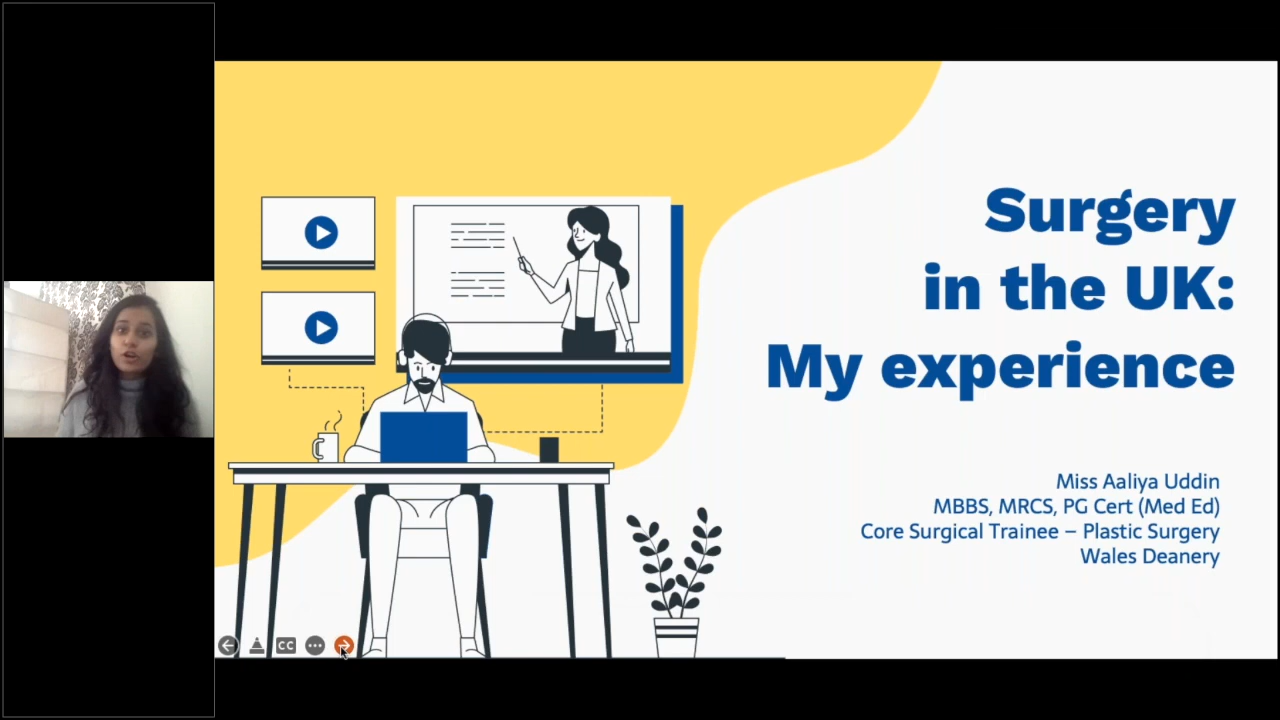 Surgery
in the UK:
My experience
Miss Aaliya Uddin
MBBS, MRCS, PG Cert (Med Ed)
Core Surgical Trainee – Plastic Surgery
Wales Deanery
CC